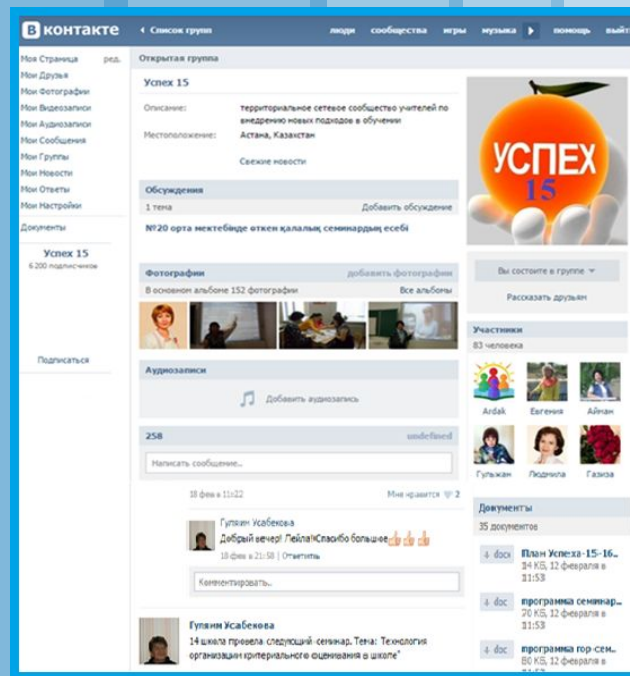 В контакте
Список групп
люди сообщества игры музыка помощь выйт
Моя Страница ред.
Мои Друзья
Мои Фотографии
Мои Видеозаписи
Мои Аудиозаписи
Мои Сообщения
Мои Группы
Мои Новости
Мои Ответы
Мои Настройки
Документы
Успех 15
6 200 подписчиков
Подписаться
Открытая группа
Успех 15
Описание: территориальное сетевое сообщество учителей по
внедрению новых подходов в обучении
Местоположение: Астана, Казахстан
Свежие новости
Обсуждения
1 тема Добавить обсуждение
№20 орта мектебінде өткен қалалық семинардың есебі
Фотографии добавить фотографии
В основном альбоме 152 фотографии Все альбомы
Аудиозаписи
Добавить аудиозапись
258 undefined
Написать сообщение..
18 фев в 11:22 Мне нравится 2
Гуляим Усабекова
Добрый вечер! Лейла!Спасибо большое
18 фев в 21:58 | Ответить
Комментировать..
Гуляим Усабекова
14 школа провела следующий семинар. Тема: Технология
организации критериального оценивания в школе"
УСПЕХ
15
Вы состоите в группе
Рассказать друзьям
Участники
83 человека
Ardak Евгения Айман
Гульжан Людмила Газиза
Документы
35 документов
docx План Успеха-15-16..
34 КБ, 12 февраля в
11:53
doc программа семинар..
70 КБ, 12 февраля в
11:53
doc программа гор-сем..
80 КБ, 12 февраля в